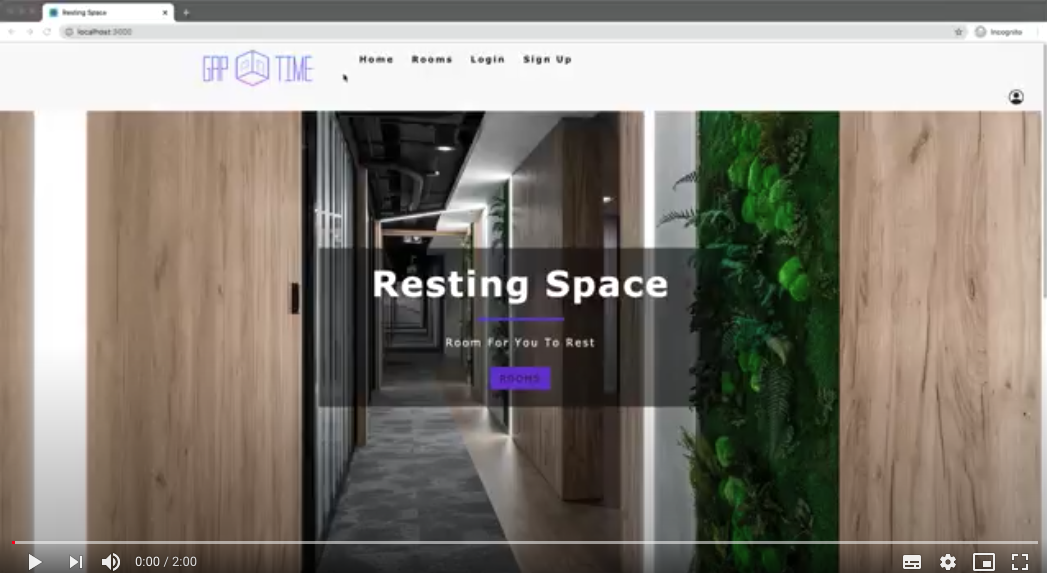 Resting Space
localhost:3000
Incognito
GAP TIME
Home Rooms Login Sign Up
Resting Space
Room For You To Rest
ROOMS
0:00 / 2:00